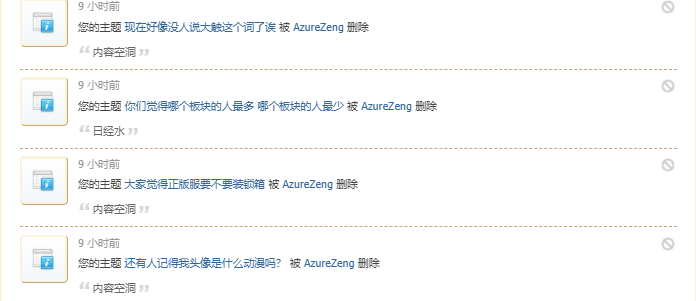 9 小时前
您的主题 现在好像没人说大触这个词了诶 被 AzureZeng 删除
“ 内容空洞 ”
9 小时前
您的主题 你们觉得哪个板块的人最多 哪个板块的人最少 被 AzureZeng 删除
“ 日经水 ”
9 小时前
您的主题 大家觉得正版服要不要装锁箱 被 AzureZeng 删除
“ 内容空洞 ”
9 小时前
您的主题 还有人记得我头像是什么动漫吗? 被 AzureZeng 删除
“ 内容空洞 ”